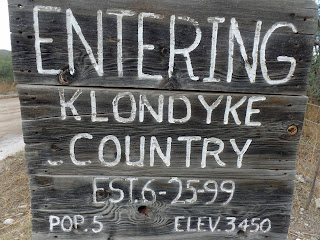 ENTERING
KLONDYKE
COUNTRY
EST. 6-25-99
POP. 5 ELEV. 3450